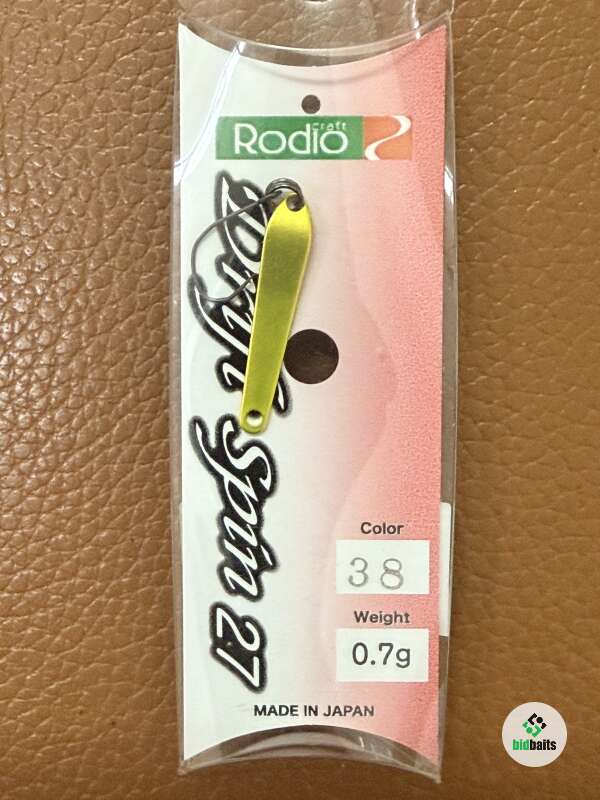 Rodio craft
Drift Spin 27
Color
38
Weight
0.7g
MADE IN JAPAN
bidbaits